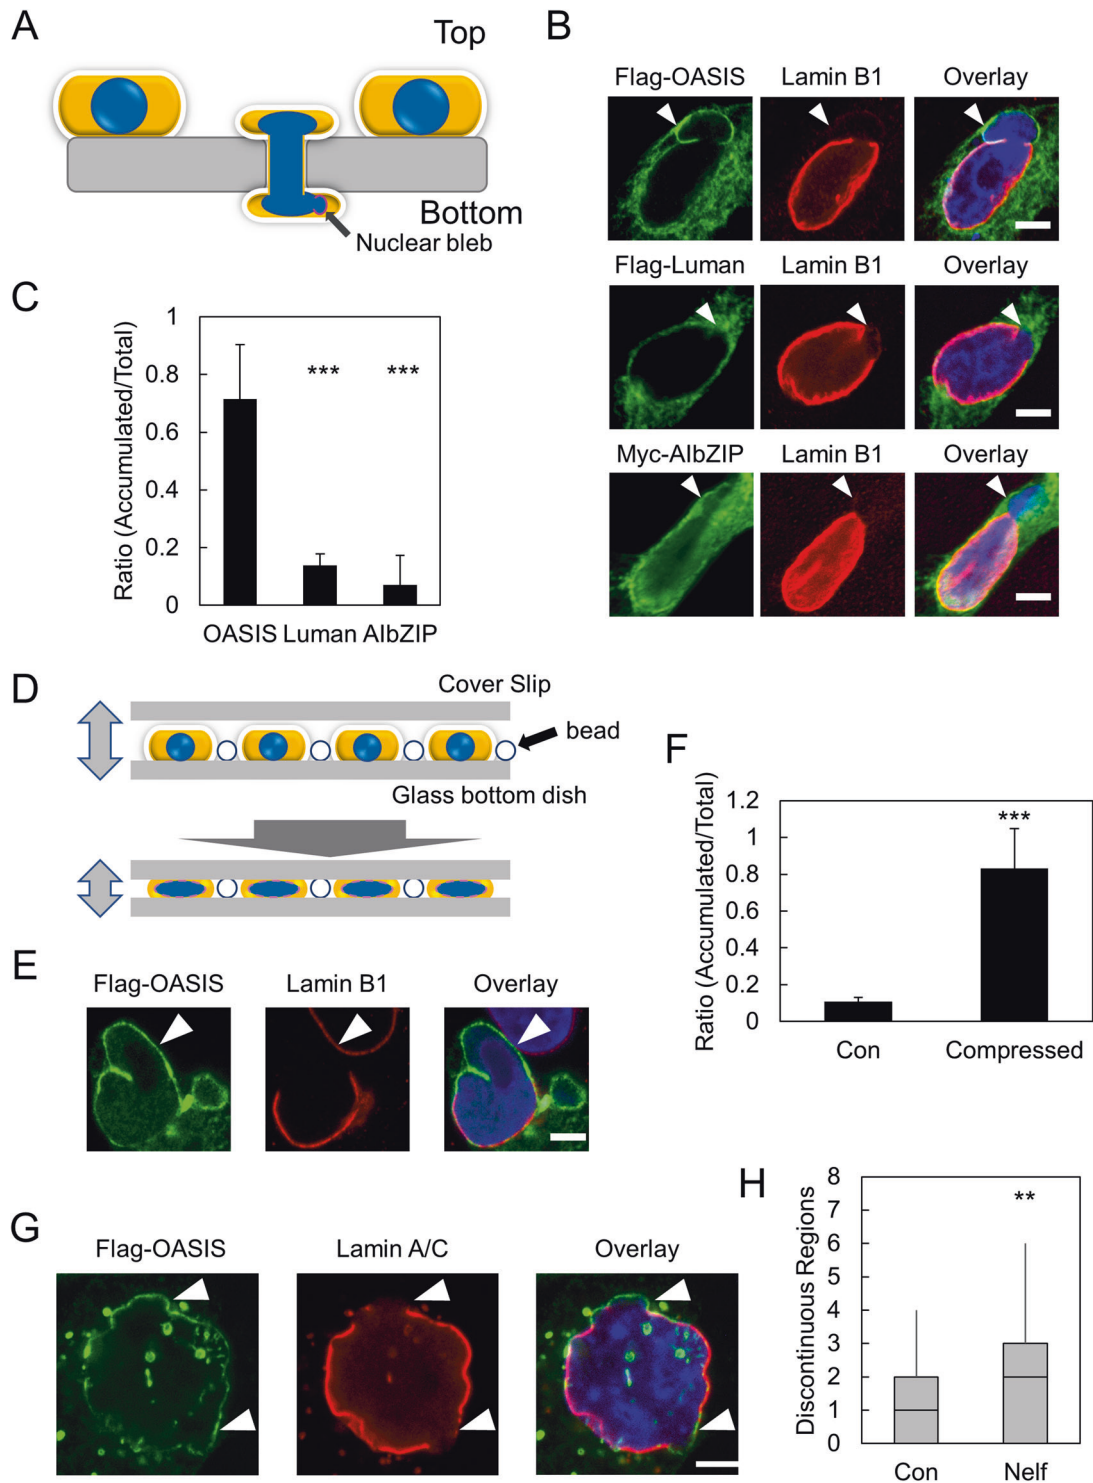 A
Top
Bottom
Nuclear bleb
B
Flag-OASIS Lamin B1 Overlay
Flag-Luman Lamin B1 Overlay
Myc-AlbZIP Lamin B1 Overlay
C
Ratio (Accumulated/Total)
1
0.8
0.6
0.4
0.2
0
*** ***
OASIS Luman AlbZIP
D
Cover Slip
bead
Glass bottom dish
E
Flag-OASIS Lamin B1 Overlay
F
Ratio (Accumulated/Total)
1.2
1
0.8
0.6
0.4
0.2
0
***
Con Compressed
G
Flag-OASIS Lamin A/C Overlay
H
Discontinuous Regions
8
7
6
5
4
3
2
1
0
**
Con Nelf